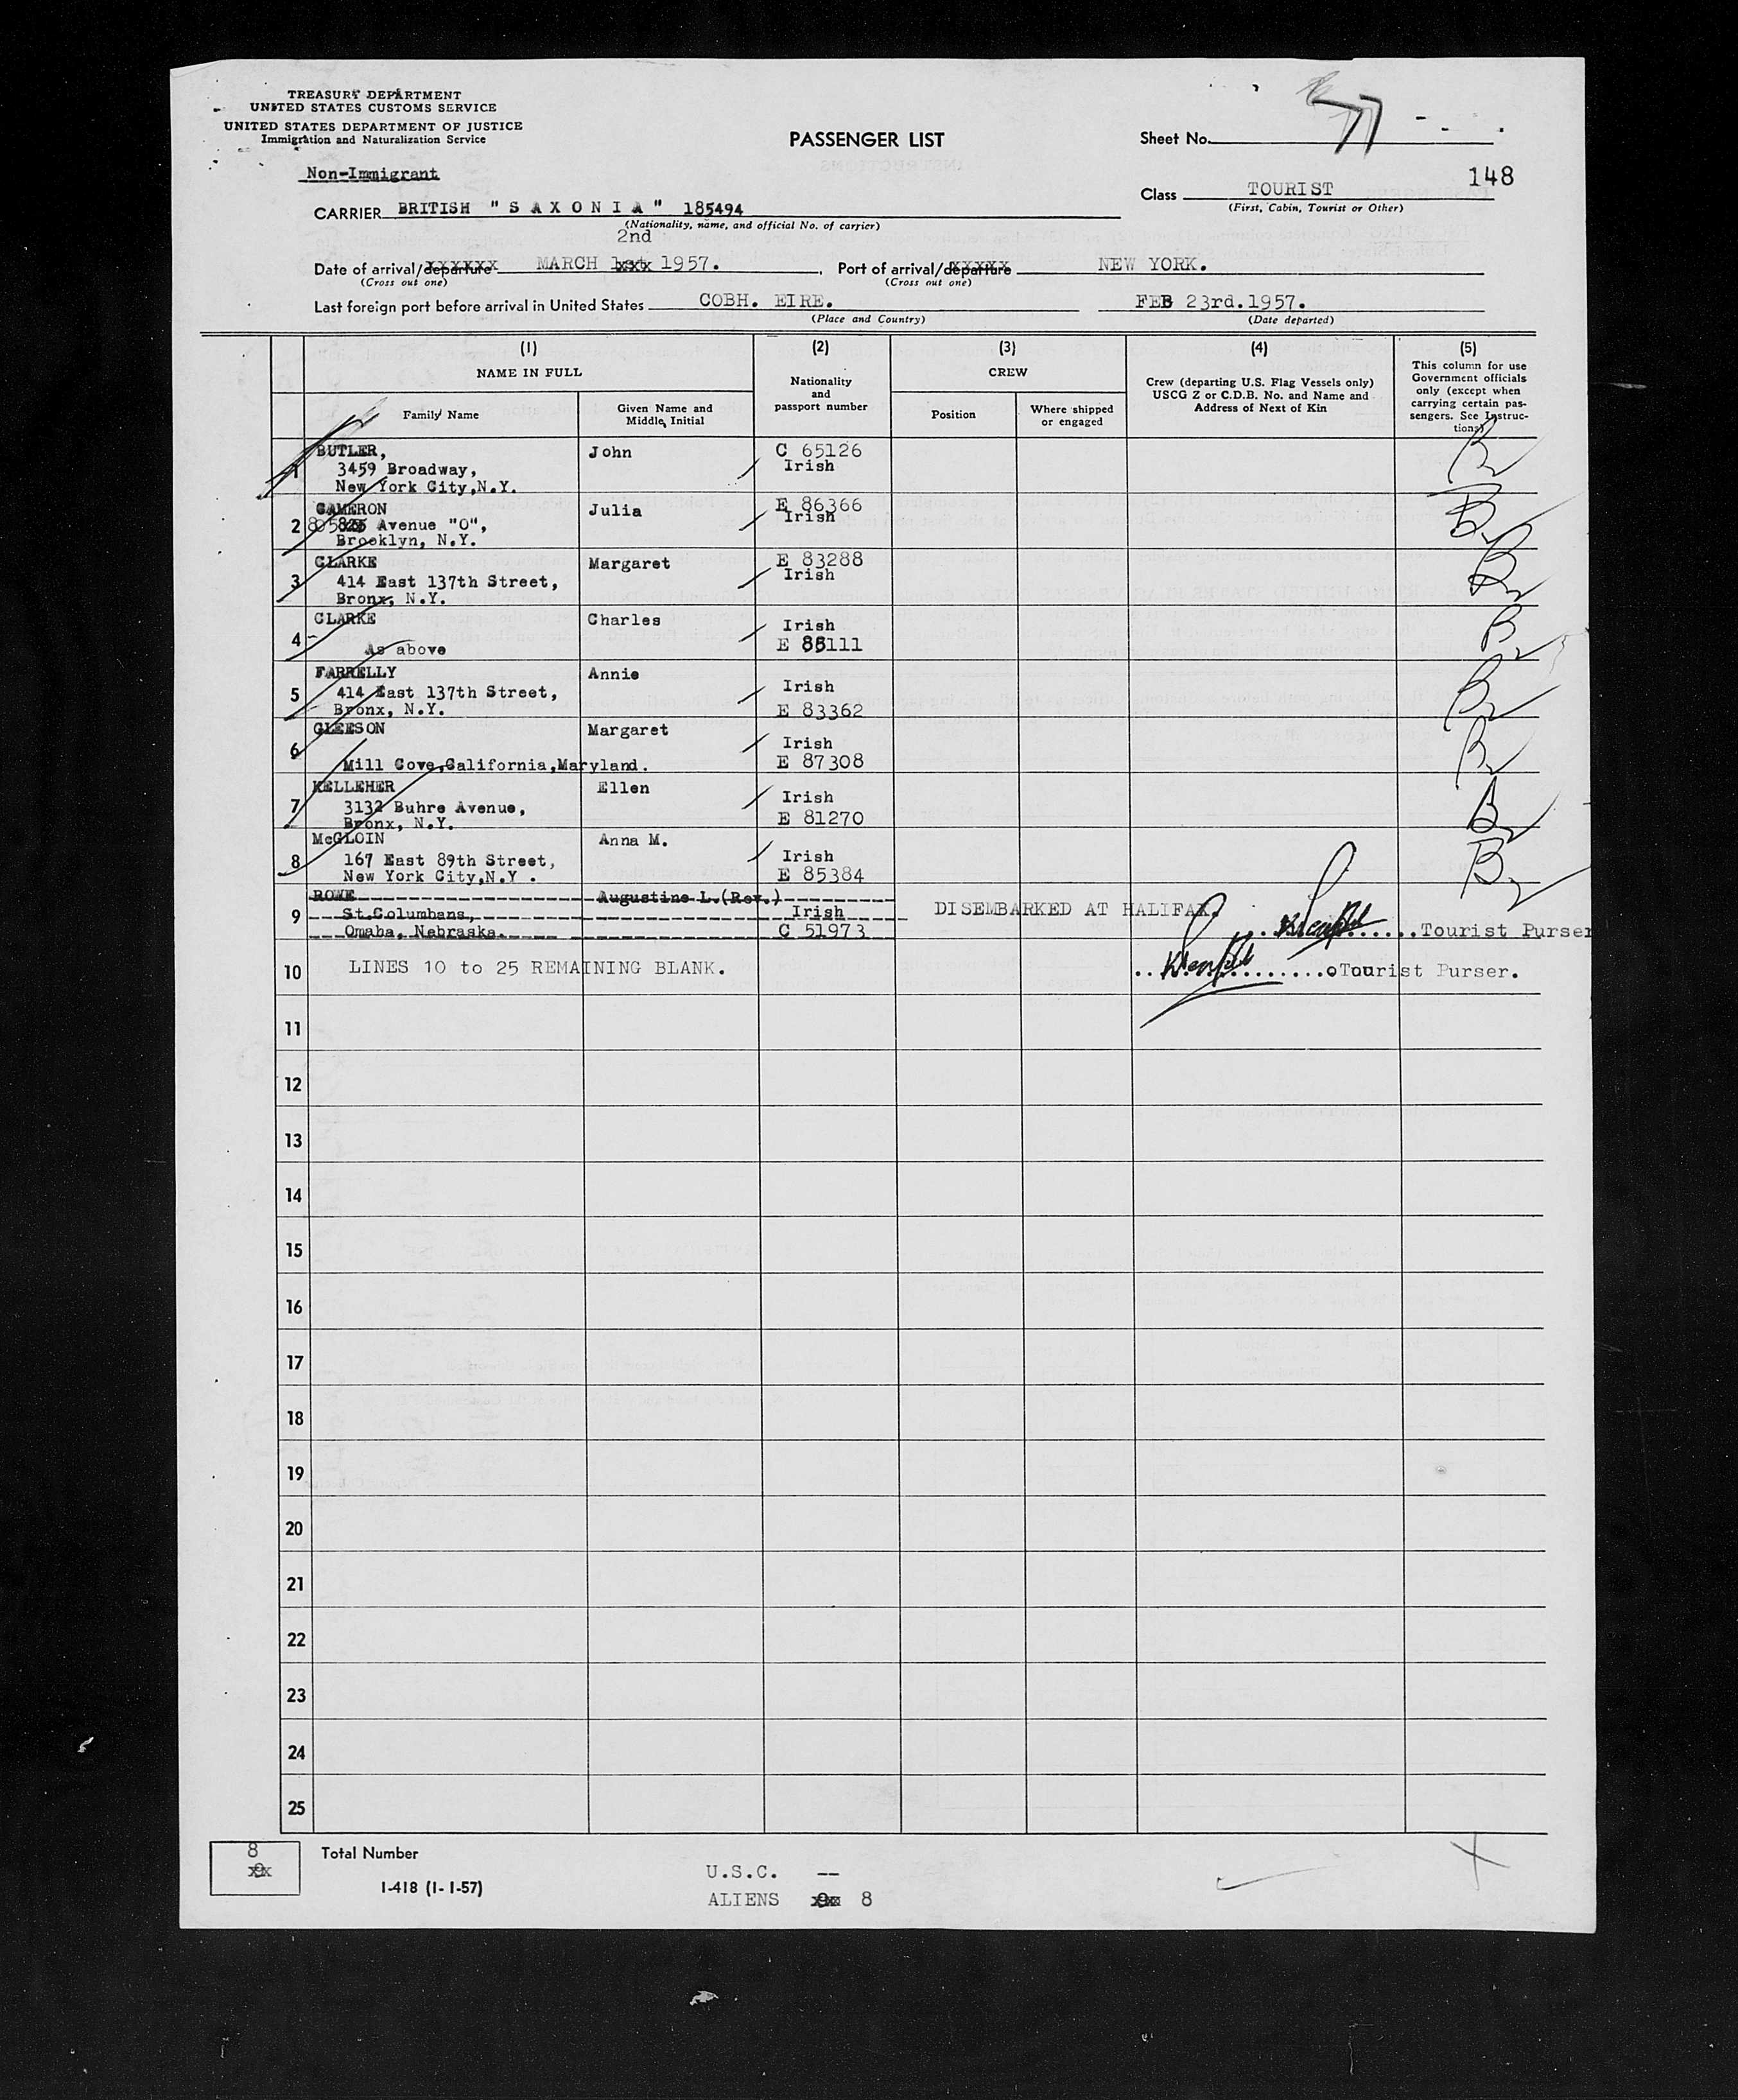 TREASURY DEPARTMENT
UNITED STATES CUSTOMS SERVICE
UNITED STATES DEPARTMENT OF JUSTICE
Immigration and Naturalization Service
PASSENGER LIST
Sheet No. 77
148
Non-Immigrant
Class TOURIST
(First, Cabin, Tourist or Other)
CARRIER BRITISH "S A X O N I A" 185494
(Nationality, name, and official No. of carrier)
2nd
Date of arrival/departure MARCH 1st 1957. Port of arrival/departure NEW YORK.
(Cross out one) (Cross out one)
Last foreign port before arrival in United States COBH. EIRE. FEB 23rd.1957.
(Place and Country) (Date departed)
(1) (2) (3) (4) (5)
NAME IN FULL
Family Name
Given Name and
Middle Initial
Nationality
and
passport number
CREW
Position
Where shipped
or engaged
Crew (departing U.S. Flag Vessels only)
USCG Z or C.D.B. No. and Name and
Address of Next of Kin
This column for use
Government officials
only (except when
carrying certain pas-
sengers. See Instruc-
tions)
1 BUTLER, John C 65126
3459 Broadway, Irish
New York City,N.Y.
2 CAMERON Julia E 86366
805 Avenue "O", Irish
Brooklyn, N.Y.
3 CLARKE Margaret E 83288
414 East 137th Street, Irish
Bronx, N.Y.
4 CLARKE Charles Irish
As above E 85111
5 FARRELLY Annie
414 East 137th Street, Irish
Bronx, N.Y. E 83362
6 GLEESON Margaret Irish
Mill Cove,California,Maryland. E 87308
7 KELLEHER Ellen Irish
3132 Buhre Avenue, E 81270
Bronx, N.Y.
8 McGLOIN Anna M.
167 East 89th Street, Irish
New York City,N.Y . E 85384
9 ROWE Augustine L.(Rev.)
St.Columbans, Irish DISEMBARKED AT HALIFAX.
Omaha, Nebraska. C 51973 Tourist Purser
10 LINES 10 to 25 REMAINING BLANK. Tourist Purser.
11
12
13
14
15
16
17
18
19
20
21
22
23
24
25
8
9
Total Number
I-418 (1-1-57)
U.S.C. --
ALIENS 9 8